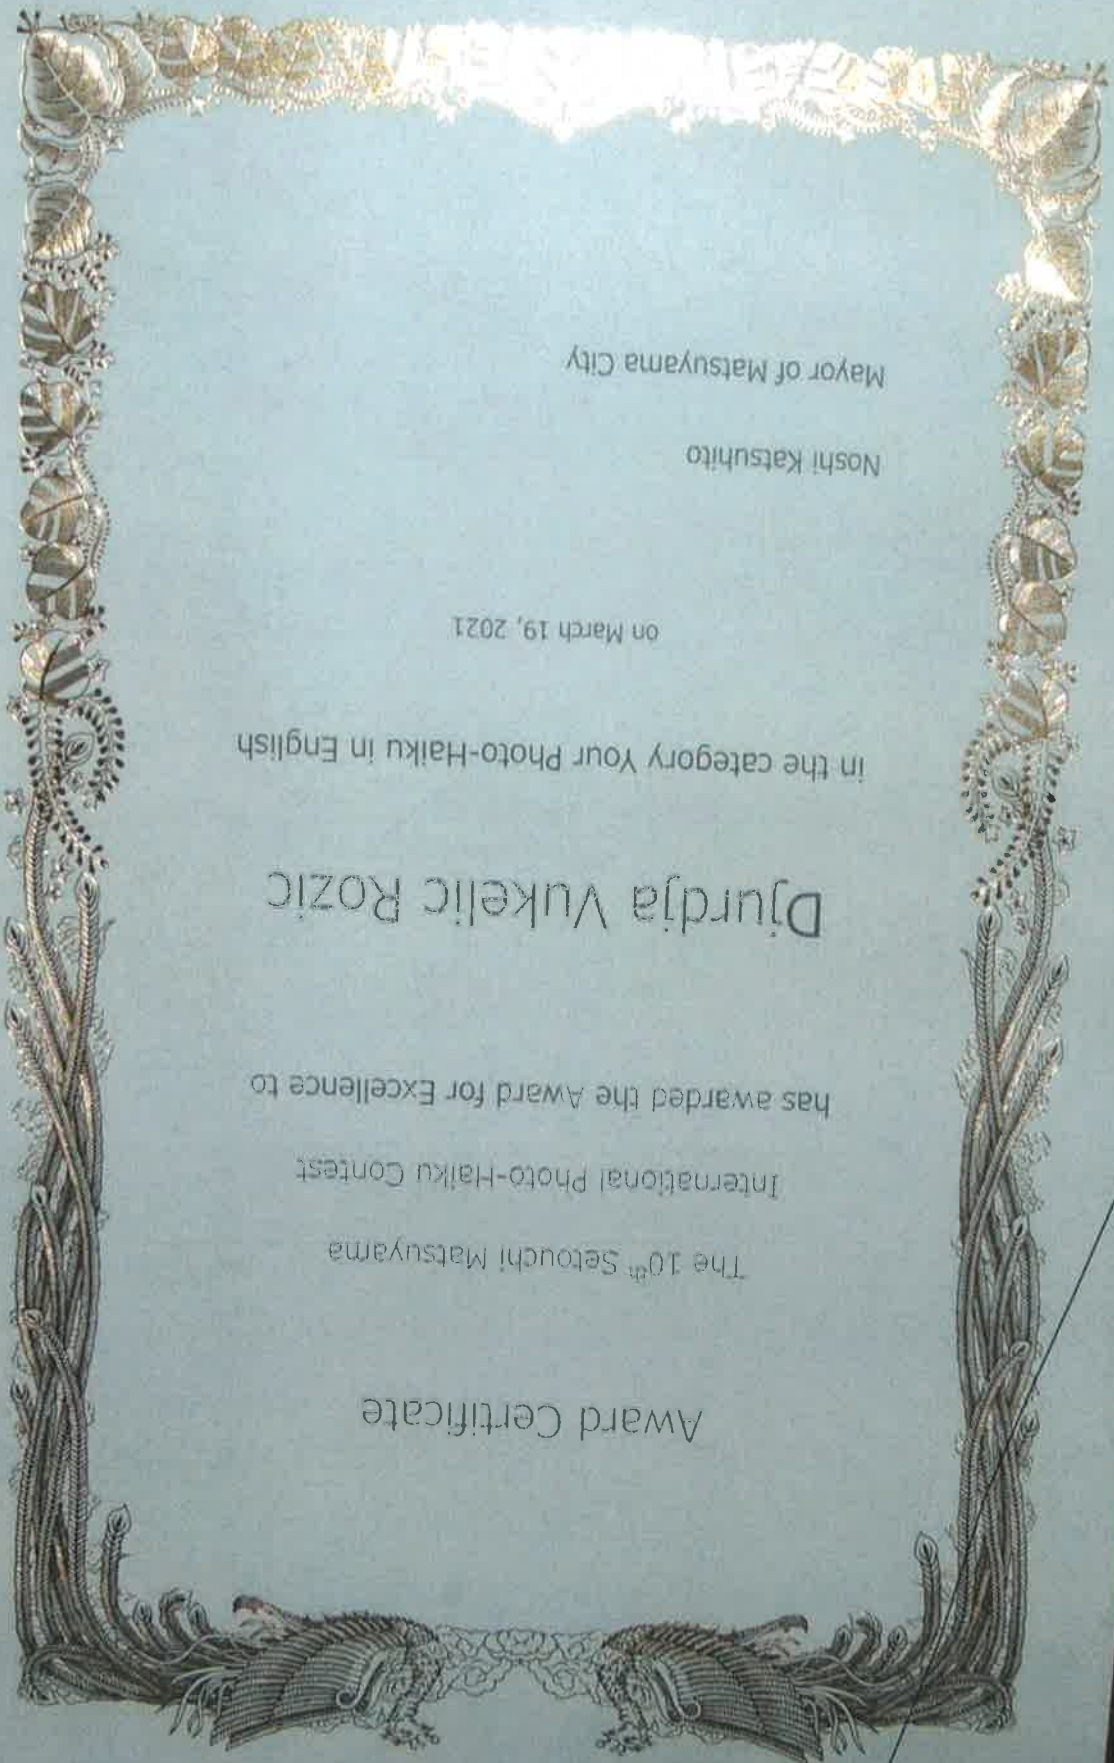 Award Certificate
The 10th Setouchi Matsuyama
International Photo-Haiku Contest
has awarded the Award for Excellence to
Djurdja Vukelic Rozic
in the category Your Photo-Haiku in English
on March 19, 2021
Noshi Katsuhito
Mayor of Matsuyama City